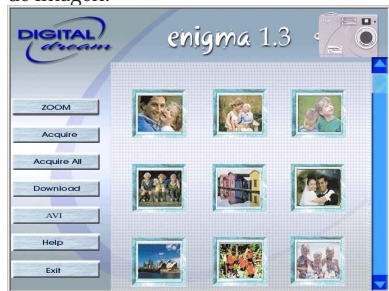 de imagen.
DIGITAL
dream
enigma 1.3
ZOOM
Acquire
Acquire All
Download
AVI
Help
Exit